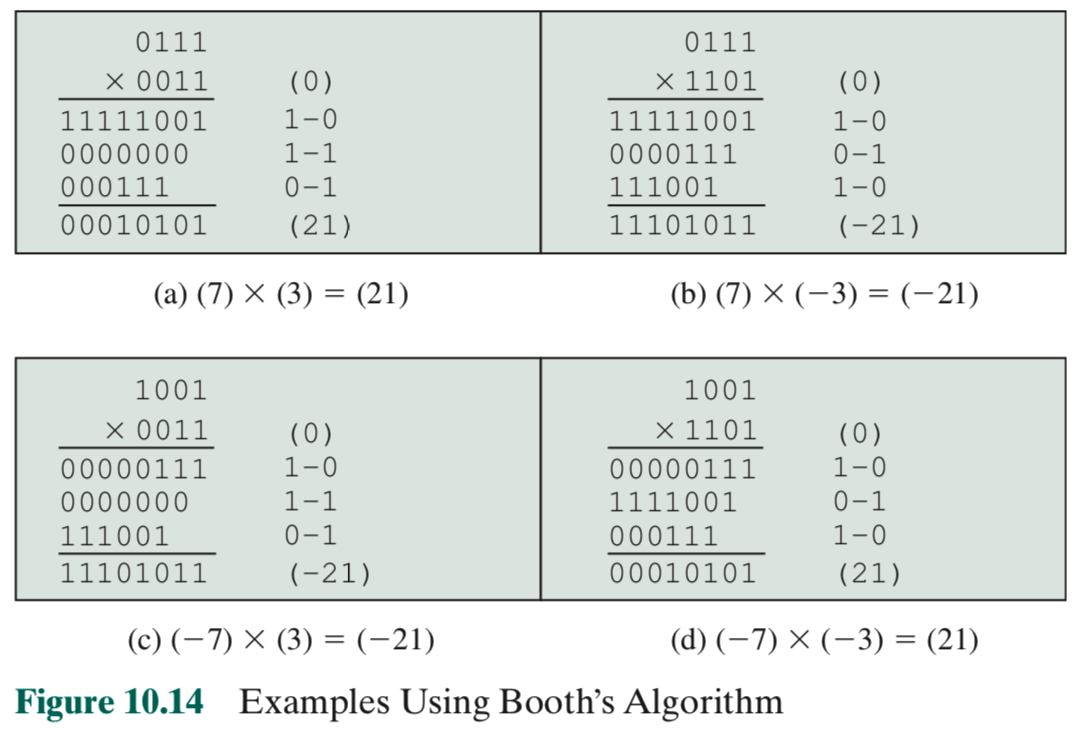 0111
× 0011 (0)
11111001 1–0
0000000 1–1
000111 0–1
00010101 (21)
(a) (7) × (3) = (21)
0111
× 1101 (0)
11111001 1–0
0000111 0–1
111001 1–0
11101011 (–21)
(b) (7) × (−3) = (−21)
1001
× 0011 (0)
00000111 1–0
0000000 1–1
111001 0–1
11101011 (–21)
(c) (−7) × (3) = (−21)
1001
× 1101 (0)
00000111 1–0
1111001 0–1
000111 1–0
00010101 (21)
(d) (−7) × (−3) = (21)
Figure 10.14 Examples Using Booth’s Algorithm